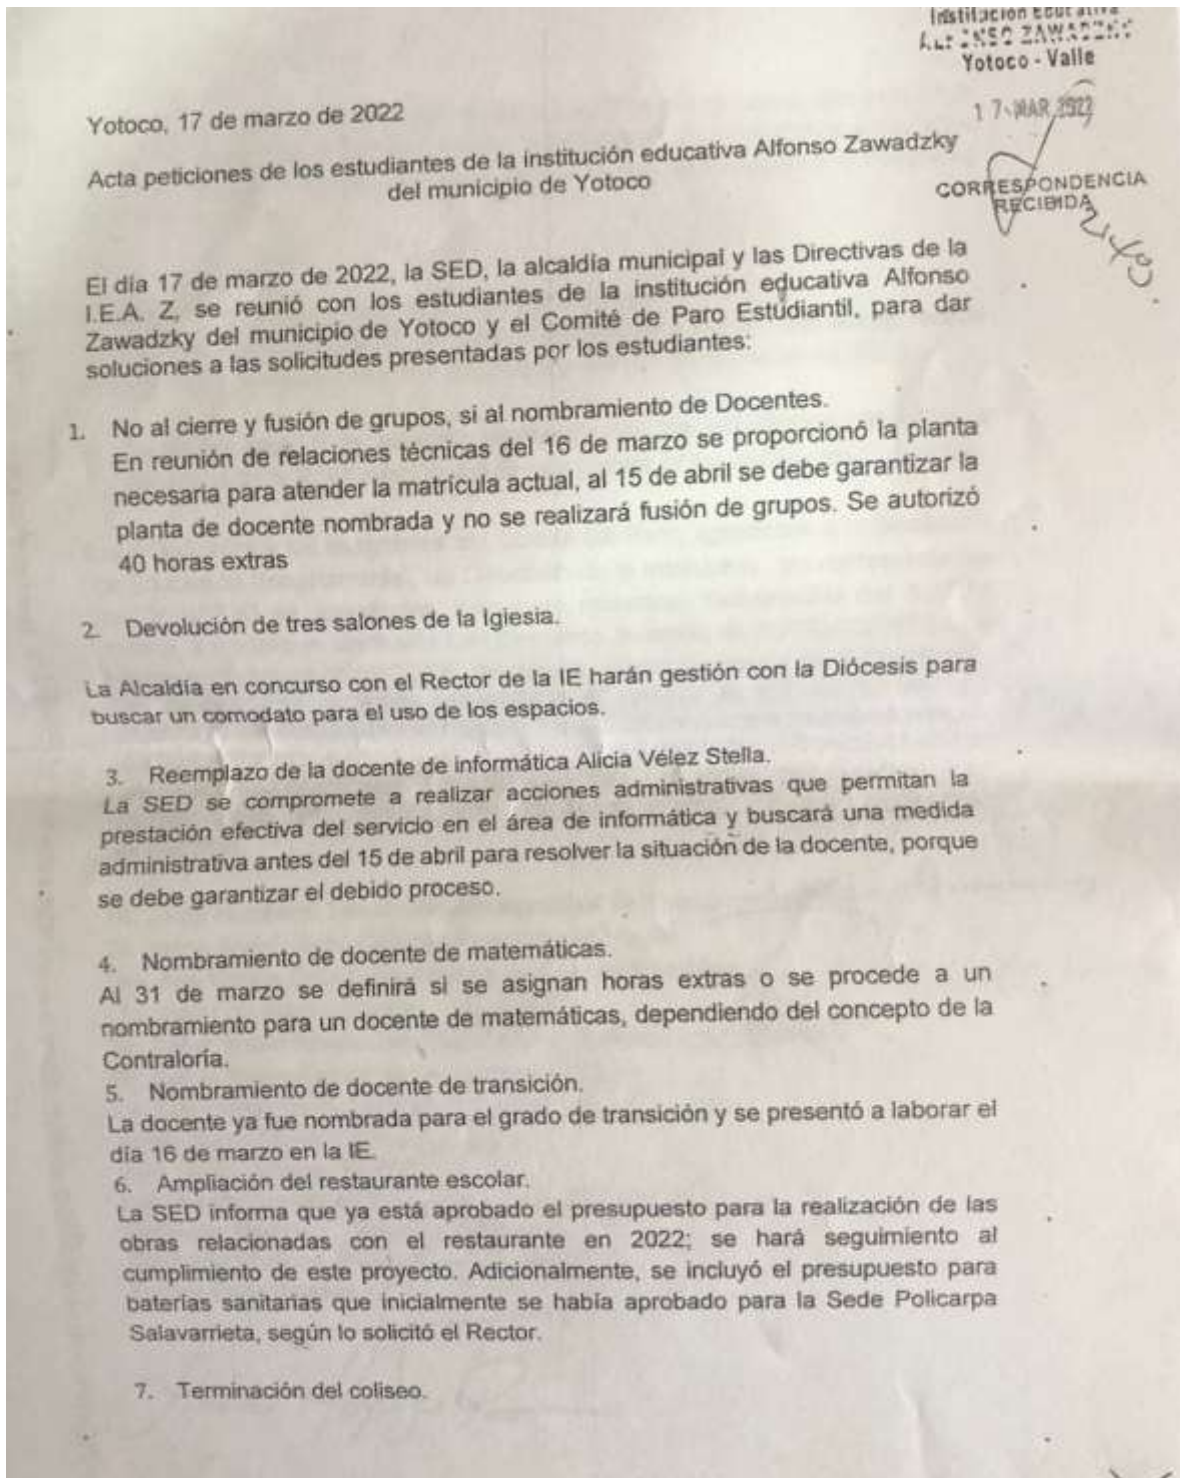 Institución Educativa
ALFONSO ZAWADZKY
Yotoco - Valle
17 MAR 2022
CORRESPONDENCIA
RECIBIDA
Yotoco, 17 de marzo de 2022
Acta peticiones de los estudiantes de la institución educativa Alfonso Zawadzky
del municipio de Yotoco
El día 17 de marzo de 2022, la SED, la alcaldía municipal y las Directivas de la
I.E.A. Z, se reunió con los estudiantes de la institución educativa Alfonso
Zawadzky del municipio de Yotoco y el Comité de Paro Estudiantil, para dar
soluciones a las solicitudes presentadas por los estudiantes:
1. No al cierre y fusión de grupos, si al nombramiento de Docentes.
En reunión de relaciones técnicas del 16 de marzo se proporcionó la planta
necesaria para atender la matrícula actual, al 15 de abril se debe garantizar la
planta de docente nombrada y no se realizará fusión de grupos. Se autorizó
40 horas extras
2. Devolución de tres salones de la Iglesia.
La Alcaldía en concurso con el Rector de la IE harán gestión con la Diócesis para
buscar un comodato para el uso de los espacios.
3. Reemplazo de la docente de informática Alicia Vélez Stella.
La SED se compromete a realizar acciones administrativas que permitan la
prestación efectiva del servicio en el área de informática y buscará una medida
administrativa antes del 15 de abril para resolver la situación de la docente, porque
se debe garantizar el debido proceso.
4. Nombramiento de docente de matemáticas.
Al 31 de marzo se definirá si se asignan horas extras o se procede a un
nombramiento para un docente de matemáticas, dependiendo del concepto de la
Contraloría.
5. Nombramiento de docente de transición.
La docente ya fue nombrada para el grado de transición y se presentó a laborar el
día 16 de marzo en la IE.
6. Ampliación del restaurante escolar.
La SED informa que ya está aprobado el presupuesto para la realización de las
obras relacionadas con el restaurante en 2022; se hará seguimiento al
cumplimiento de este proyecto. Adicionalmente, se incluyó el presupuesto para
baterías sanitarias que inicialmente se había aprobado para la Sede Policarpa
Salavarrieta, según lo solicitó el Rector.
7. Terminación del coliseo.